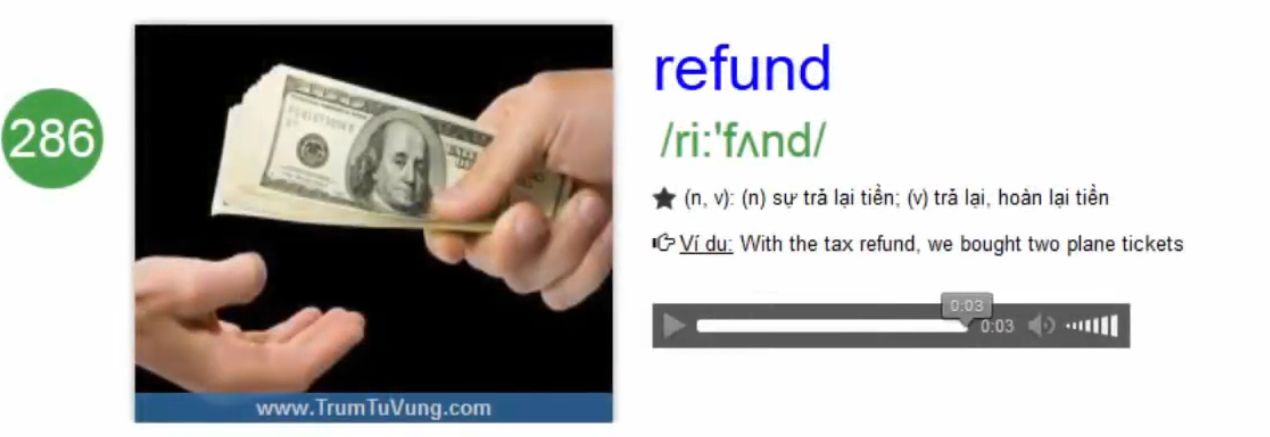 286
refund
/ri:'fʌnd/
★ (n, v): (n) sự trả lại tiền; (v) trả lại, hoàn lại tiền
Ví du: With the tax refund, we bought two plane tickets
0:03
0:03
www.TrumTuVung.com